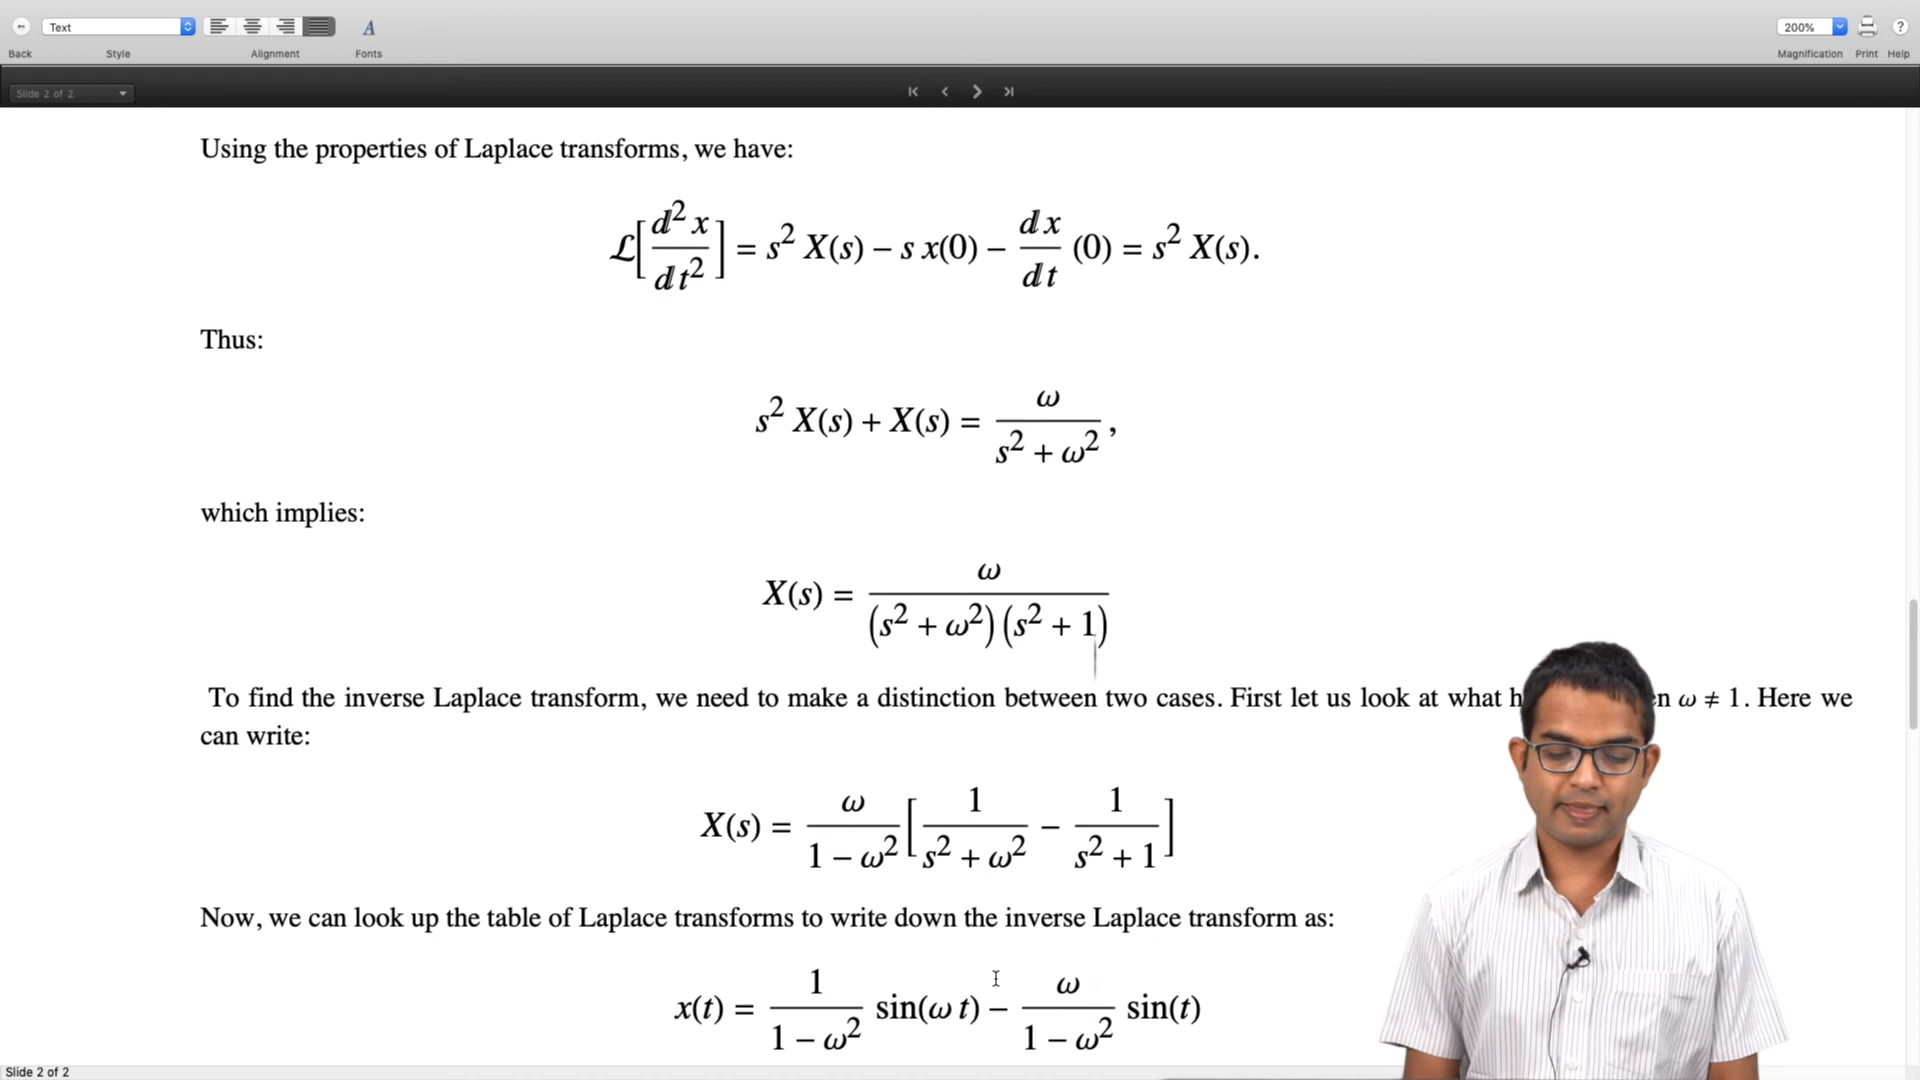 Text
Back
Style
Alignment
A
Fonts
200%
?
Magnification
Print
Help
Slide 2 of 2
Using the properties of Laplace transforms, we have:
ℒ[d²x/dt²] = s² X(s) − s x(0) − dx/dt (0) = s² X(s).
Thus:
s² X(s) + X(s) = ω/(s² + ω²),
which implies:
X(s) = ω/((s² + ω²)(s² + 1))
To find the inverse Laplace transform, we need to make a distinction between two cases. First let us look at what ω ≠ 1. Here we
can write:
X(s) = ω/(1 − ω²) [1/(s² + ω²) − 1/(s² + 1)]
Now, we can look up the table of Laplace transforms to write down the inverse Laplace transform as:
x(t) = 1/(1 − ω²) sin(ω t) − ω/(1 − ω²) sin(t)
Slide 2 of 2